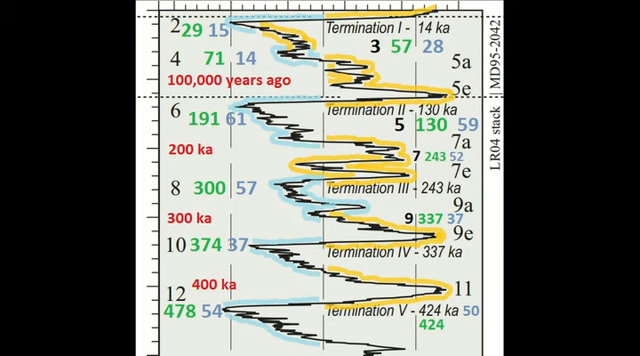 2 29 15
Termination I - 14 ka
3 57 28
4 71 14
5a
100,000 years ago
5e
6 191 61
Termination II - 130 ka
5 130 59
7a
200 ka
7 243 52
7e
8 300 57
Termination III - 243 ka
9a
300 ka
9 337 37
9e
10 374 37
Termination IV - 337 ka
400 ka
12
11
478 54
Termination V - 424 ka 50
424
MD95-2042
LR04 stack